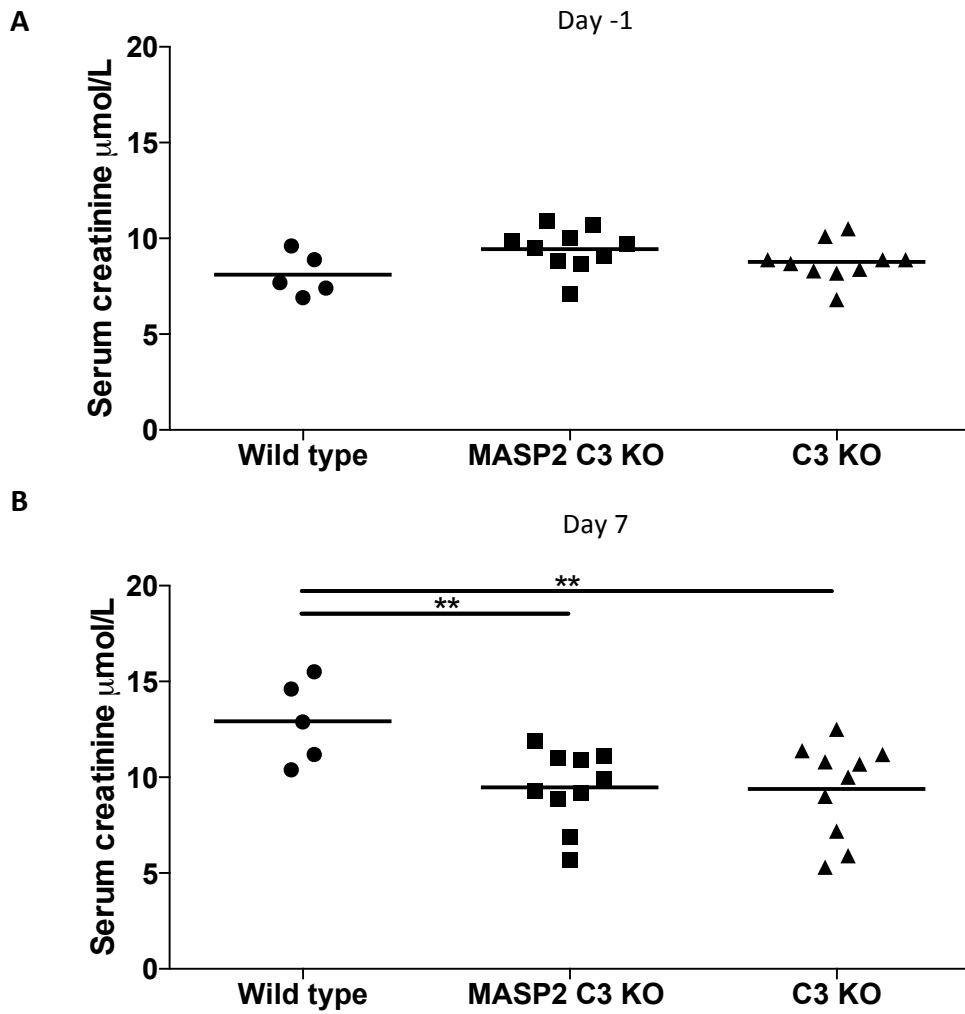 A
Day -1
Serum creatinine μmol/L
20
15
10
5
0
Wild type
MASP2 C3 KO
C3 KO
B
Day 7
Serum creatinine μmol/L
20
15
10
5
0
**
**
Wild type
MASP2 C3 KO
C3 KO